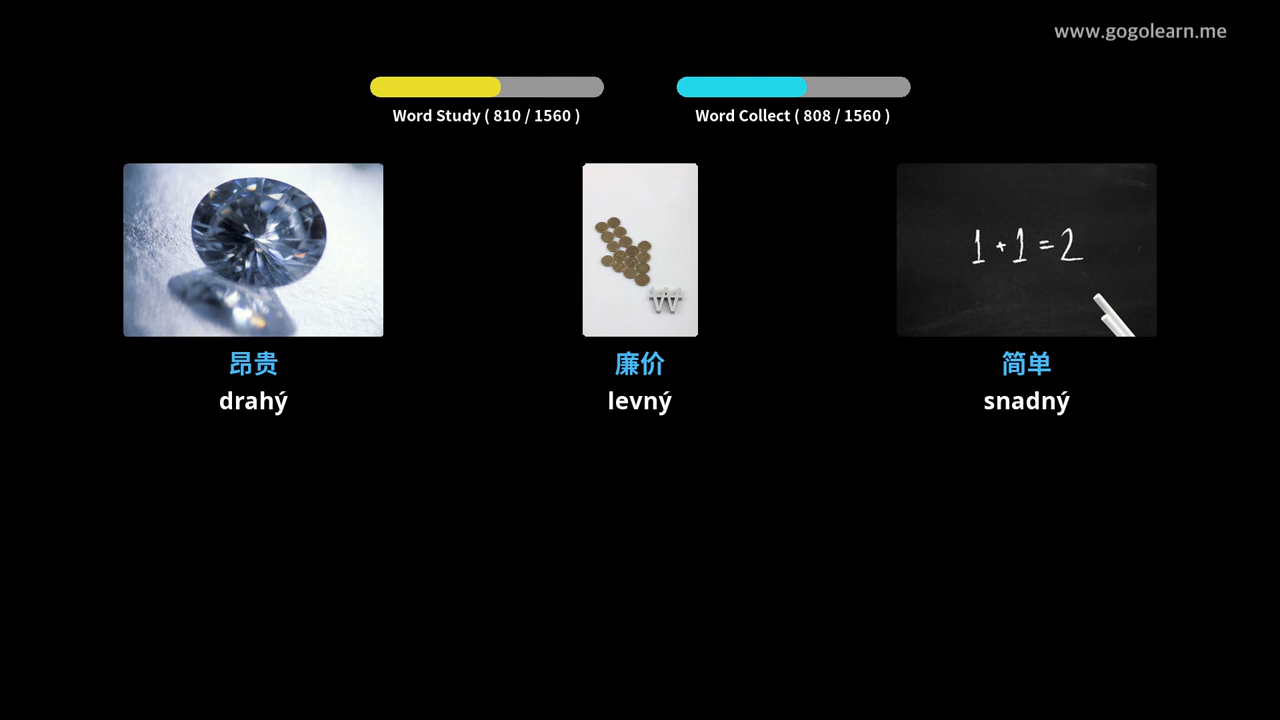 www.gogolearn.me
Word Study ( 810 / 1560 )
Word Collect ( 808 / 1560 )
1 + 1 = 2
₩
昂贵
廉价
简单
drahý
levný
snadný